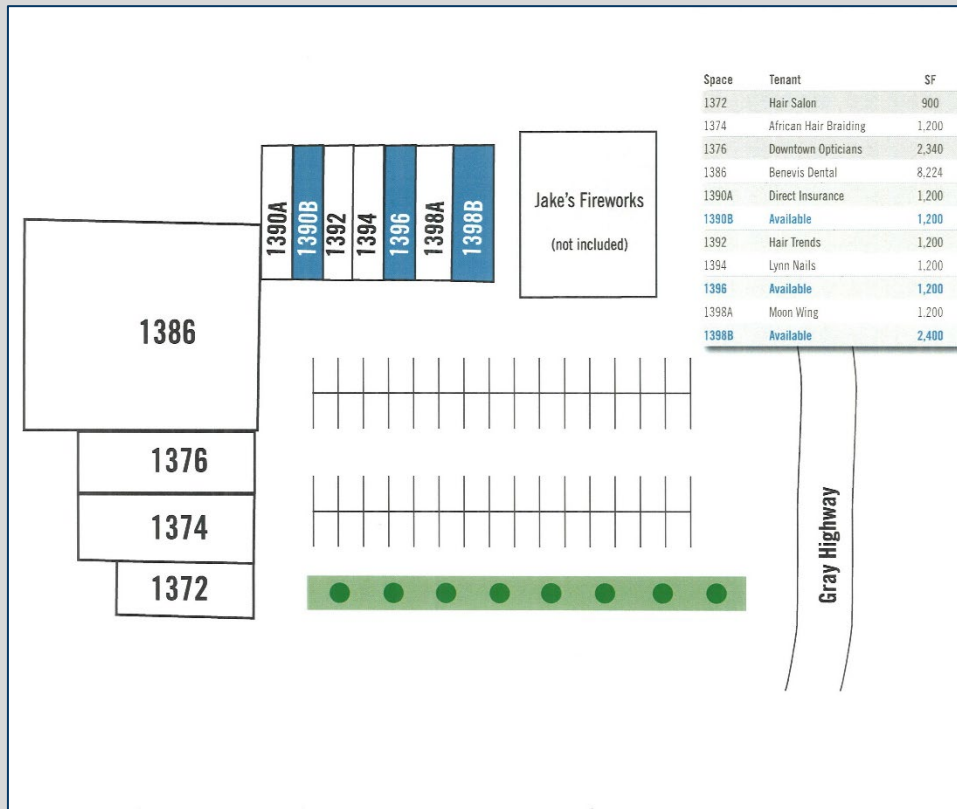 Space Tenant SF
1372 Hair Salon 900
1374 African Hair Braiding 1,200
1376 Downtown Opticians 2,340
1386 Benevis Dental 8,224
1390A Direct Insurance 1,200
1390B Available 1,200
1392 Hair Trends 1,200
1394 Lynn Nails 1,200
1396 Available 1,200
1398A Moon Wing 1.200
1398B Available 2,400
1390A
1390B
1392
1394
1396
1398A
1398B
Jake's Fireworks
(not included)
1386
1376
1374
1372
Gray Highway